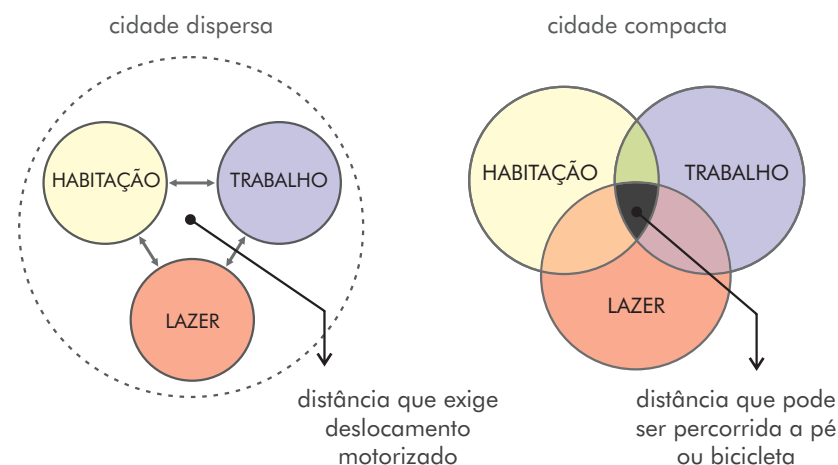 cidade dispersa
HABITAÇÃO
TRABALHO
LAZER
distância que exige
deslocamento
motorizado
cidade compacta
HABITAÇÃO
TRABALHO
LAZER
distância que pode
ser percorrida a pé
ou bicicleta